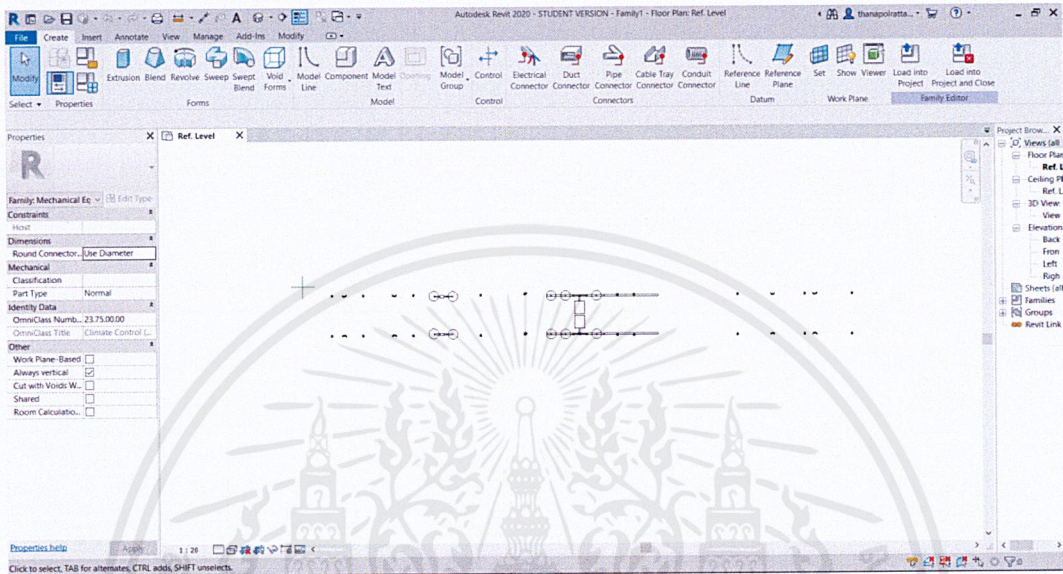 Autodesk Revit 2020 - STUDENT VERSION - Family1 - Floor Plan: Ref. Level
thanapolratta...
File Create Insert Annotate View Manage Add-Ins Modify
Modify
Extrusion Blend Revolve Sweep Swept Blend Void Forms Model Line Component Model Text Opening Model Group Control Electrical Connector Duct Connector Pipe Connector Cable Tray Connector Conduit Connector Reference Line Reference Plane Set Show Viewer Load into Project Load into Project and Close
Select Properties Forms Model Control Connectors Datum Work Plane Family Editor
Properties X
Ref. Level X
Project Brow... X
Family: Mechanical Eq Edit Type
Constraints
Host
Dimensions
Round Connector... Use Diameter
Mechanical
Classification
Part Type Normal
Identity Data
OmniClass Numb... 23.75.00.00
OmniClass Title Climate Control (...
Other
Work Plane-Based
Always vertical
Cut with Voids W...
Shared
Room Calculatio...
Views (all
Floor Plan
Ref. L
Ceiling Pl
Ref. L
3D View
View
Elevation
Back
Fron
Left
Righ
Sheets (all
Families
Groups
Revit Link
Properties help Apply
1 : 20
Click to select, TAB for alternates, CTRL adds, SHIFT unselects.